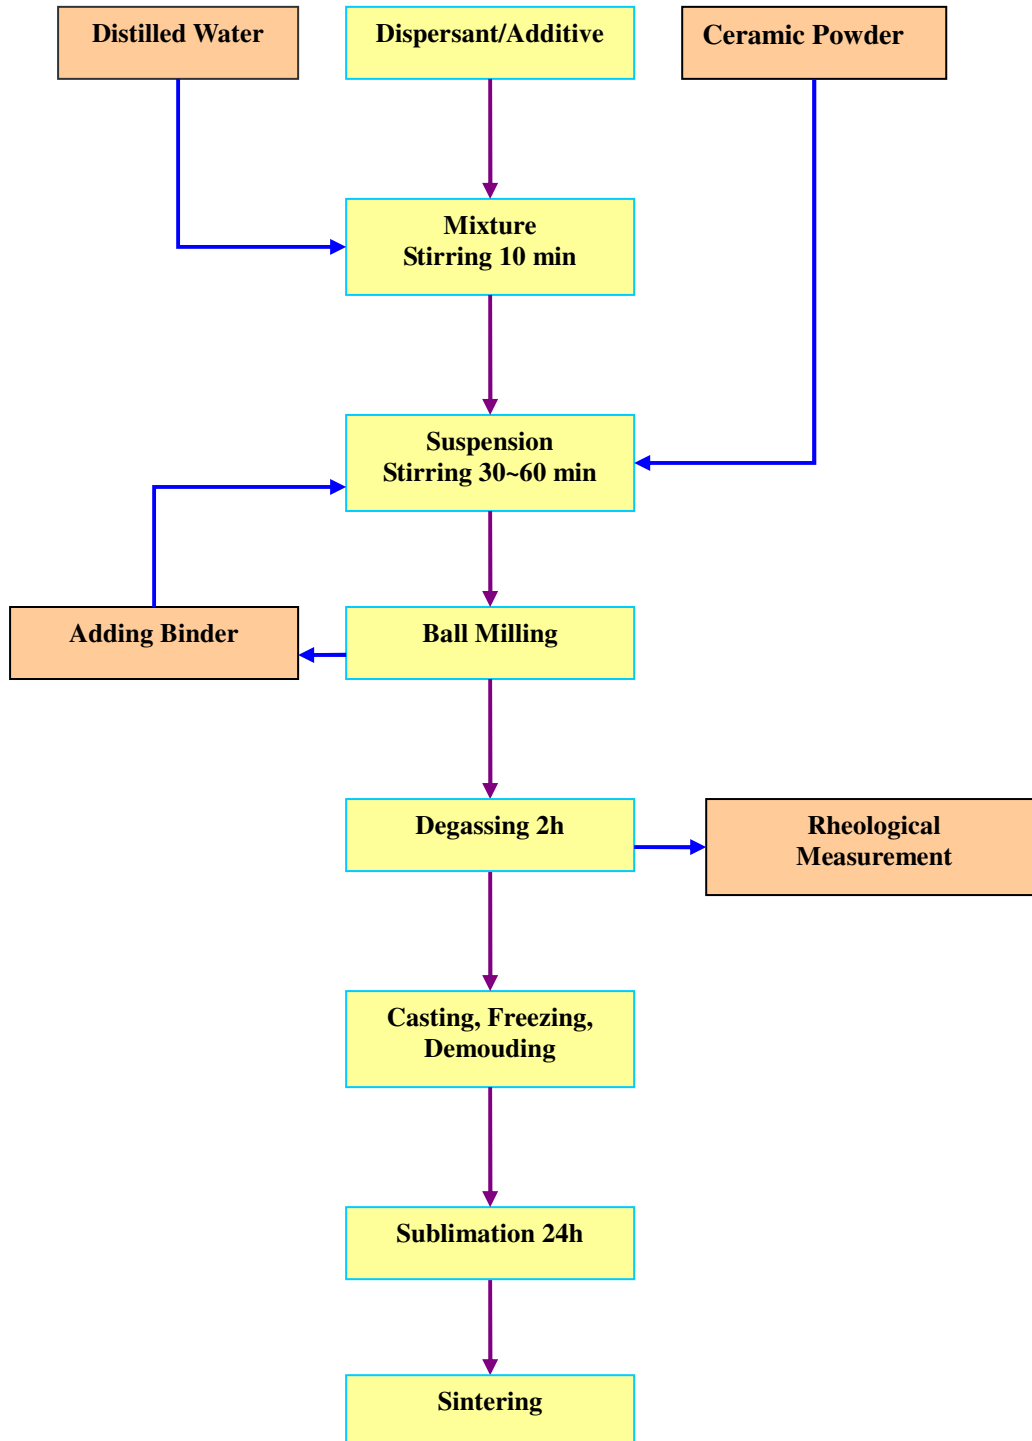 Distilled Water
Dispersant/Additive
Ceramic Powder
Mixture
Stirring 10 min
Suspension
Stirring 30~60 min
Adding Binder
Ball Milling
Degassing 2h
Rheological
Measurement
Casting, Freezing,
Demouding
Sublimation 24h
Sintering